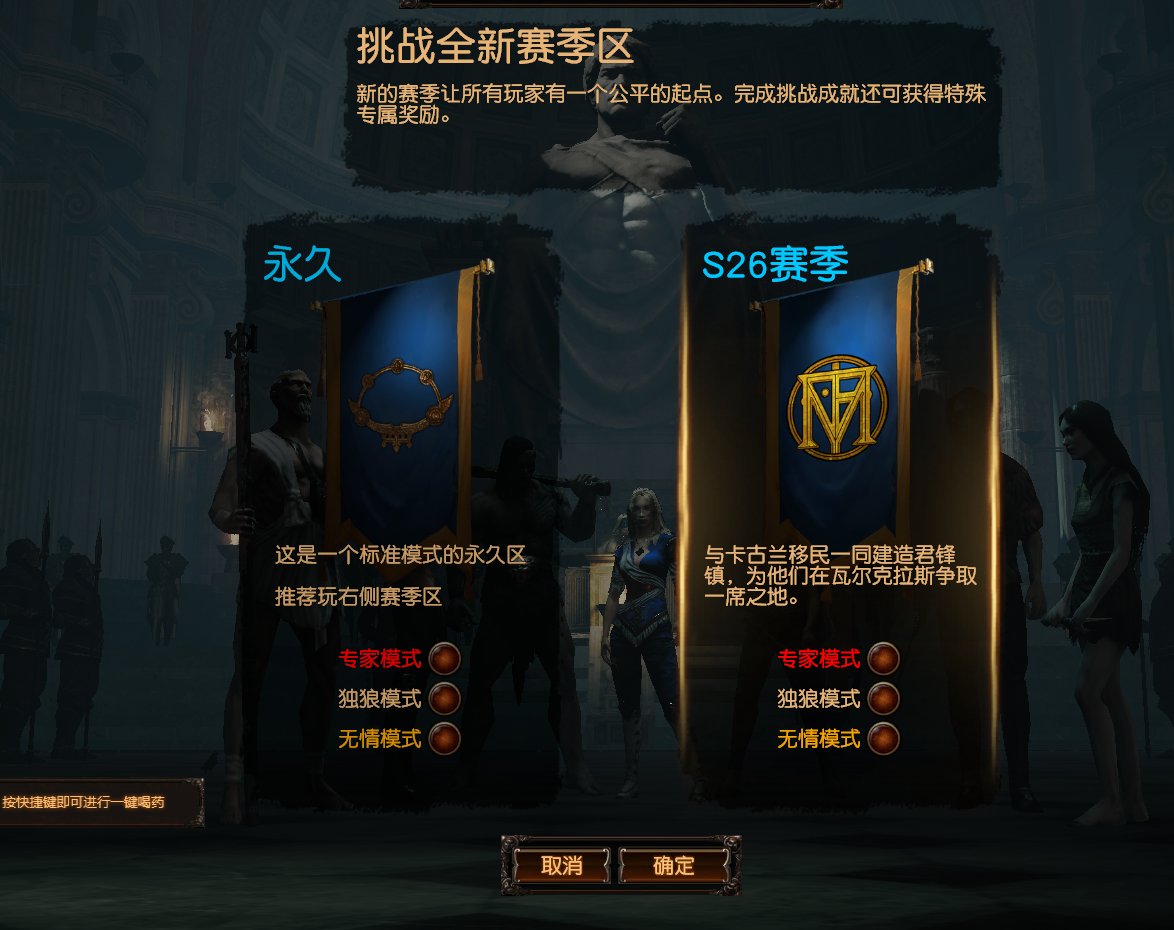 挑战全新赛季区
新的赛季让所有玩家有一个公平的起点。完成挑战成就还可获得特殊
专属奖励。
永久
这是一个标准模式的永久区
推荐玩右侧赛季区
专家模式
独狼模式
无情模式
S26赛季
与卡古兰移民一同建造君锋
镇，为他们在瓦尔克拉斯争取
一席之地。
专家模式
独狼模式
无情模式
按快捷键即可进行一键喝药
取消
确定